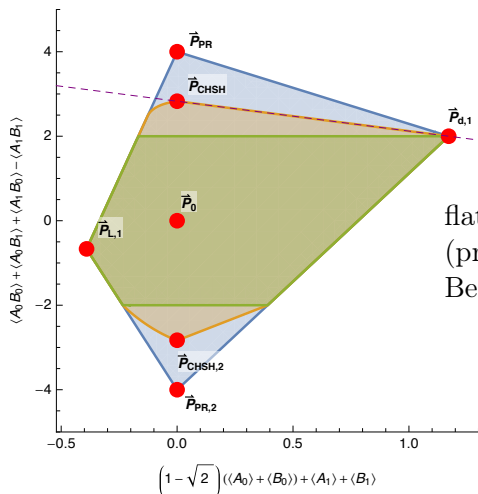 P⃗PR
4
P⃗CHSH
P⃗d,1
2
⟨A0B0⟩ + ⟨A0B1⟩ + ⟨A1B0⟩ - ⟨A1B1⟩
P⃗0
0
flat
(pr
Be
P⃗L,1
-2
P⃗CHSH,2
-4
P⃗PR,2
-0.5 0.0 0.5 1.0
(1 - √2) (⟨A0⟩ + ⟨B0⟩) + ⟨A1⟩ + ⟨B1⟩